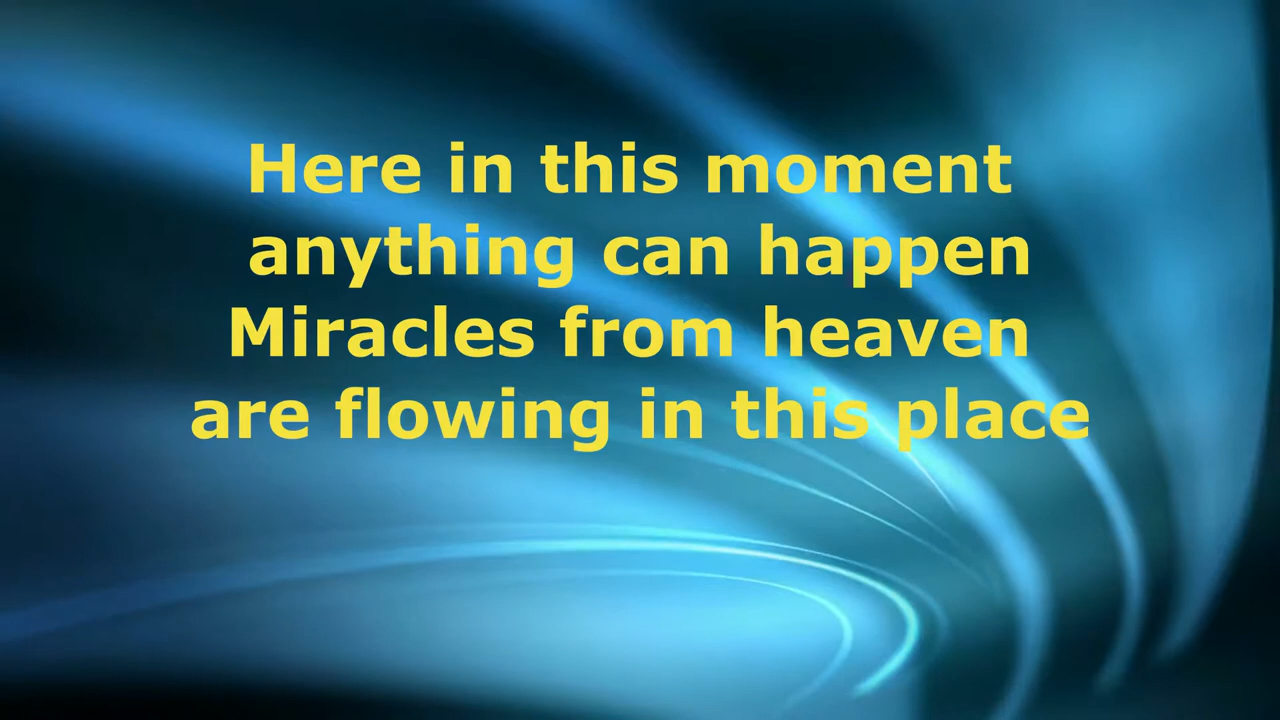 Here in this moment
anything can happen
Miracles from heaven
are flowing in this place